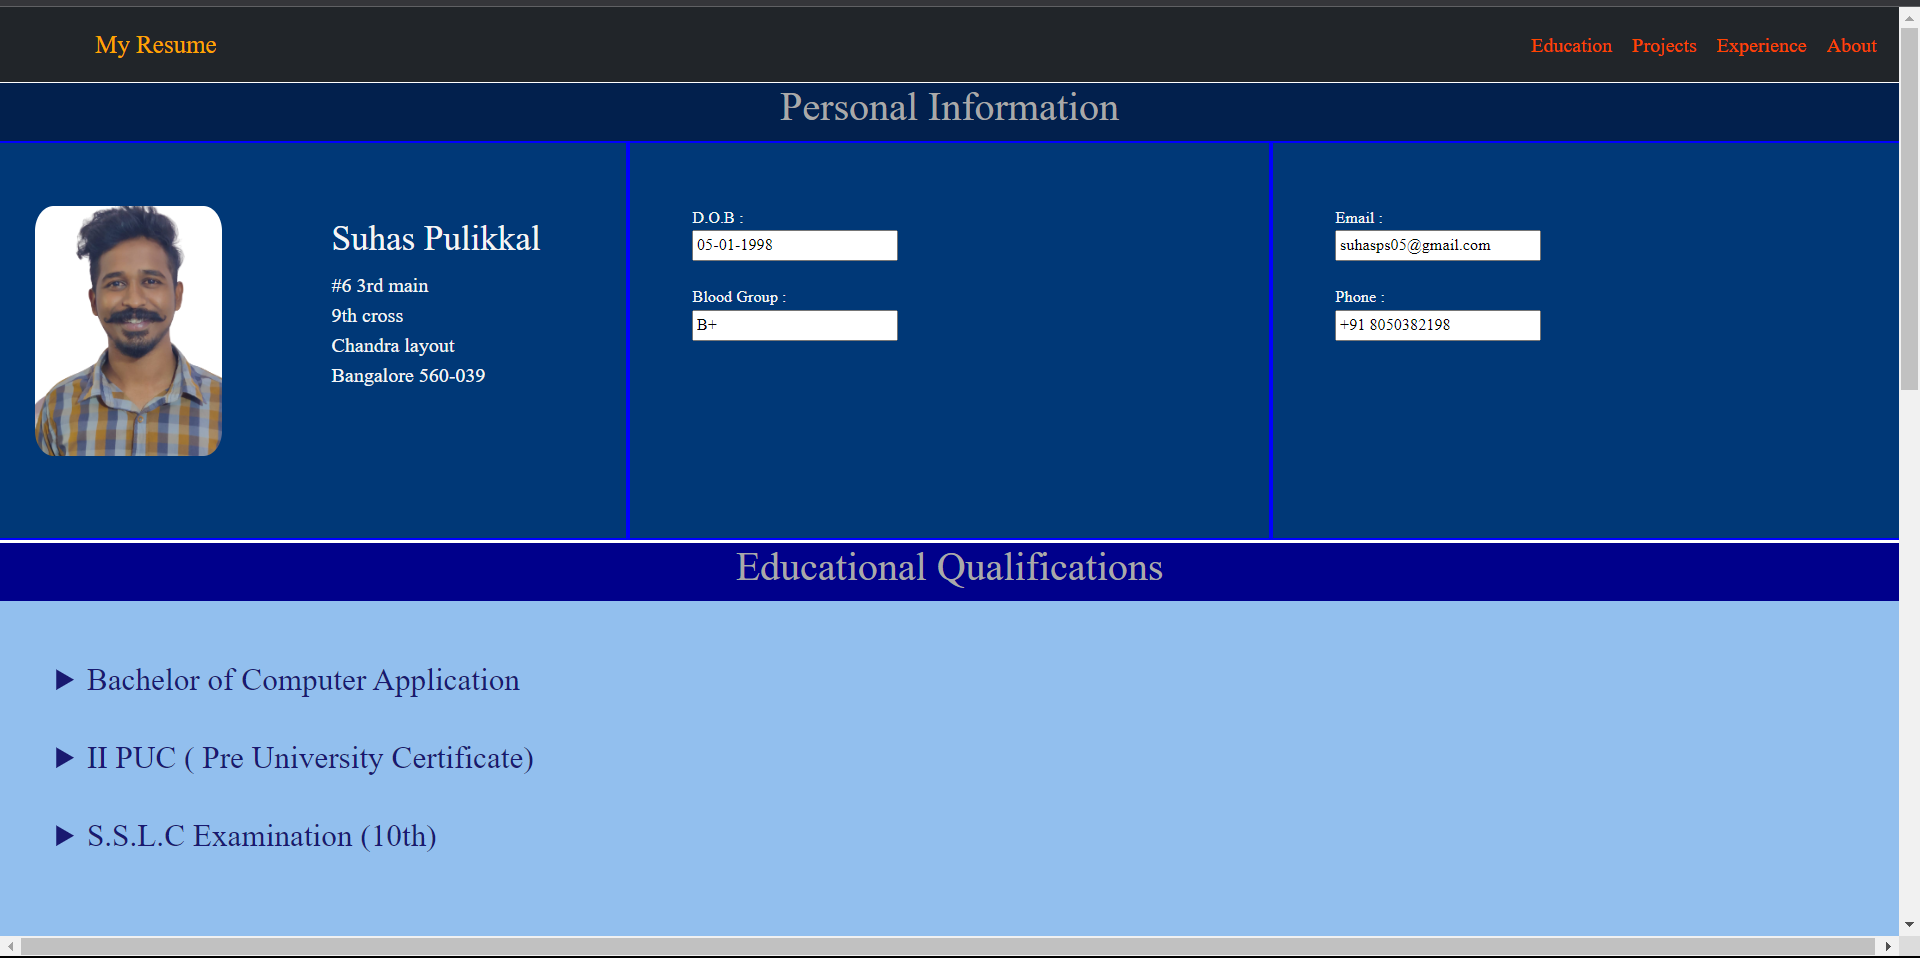 My Resume
Education Projects Experience About
Personal Information
Suhas Pulikkal
#6 3rd main
9th cross
Chandra layout
Bangalore 560-039
D.O.B :
05-01-1998
Blood Group :
B+
Email :
suhasps05@gmail.com
Phone :
+91 8050382198
Educational Qualifications
Bachelor of Computer Application
II PUC ( Pre University Certificate)
S.S.L.C Examination (10th)